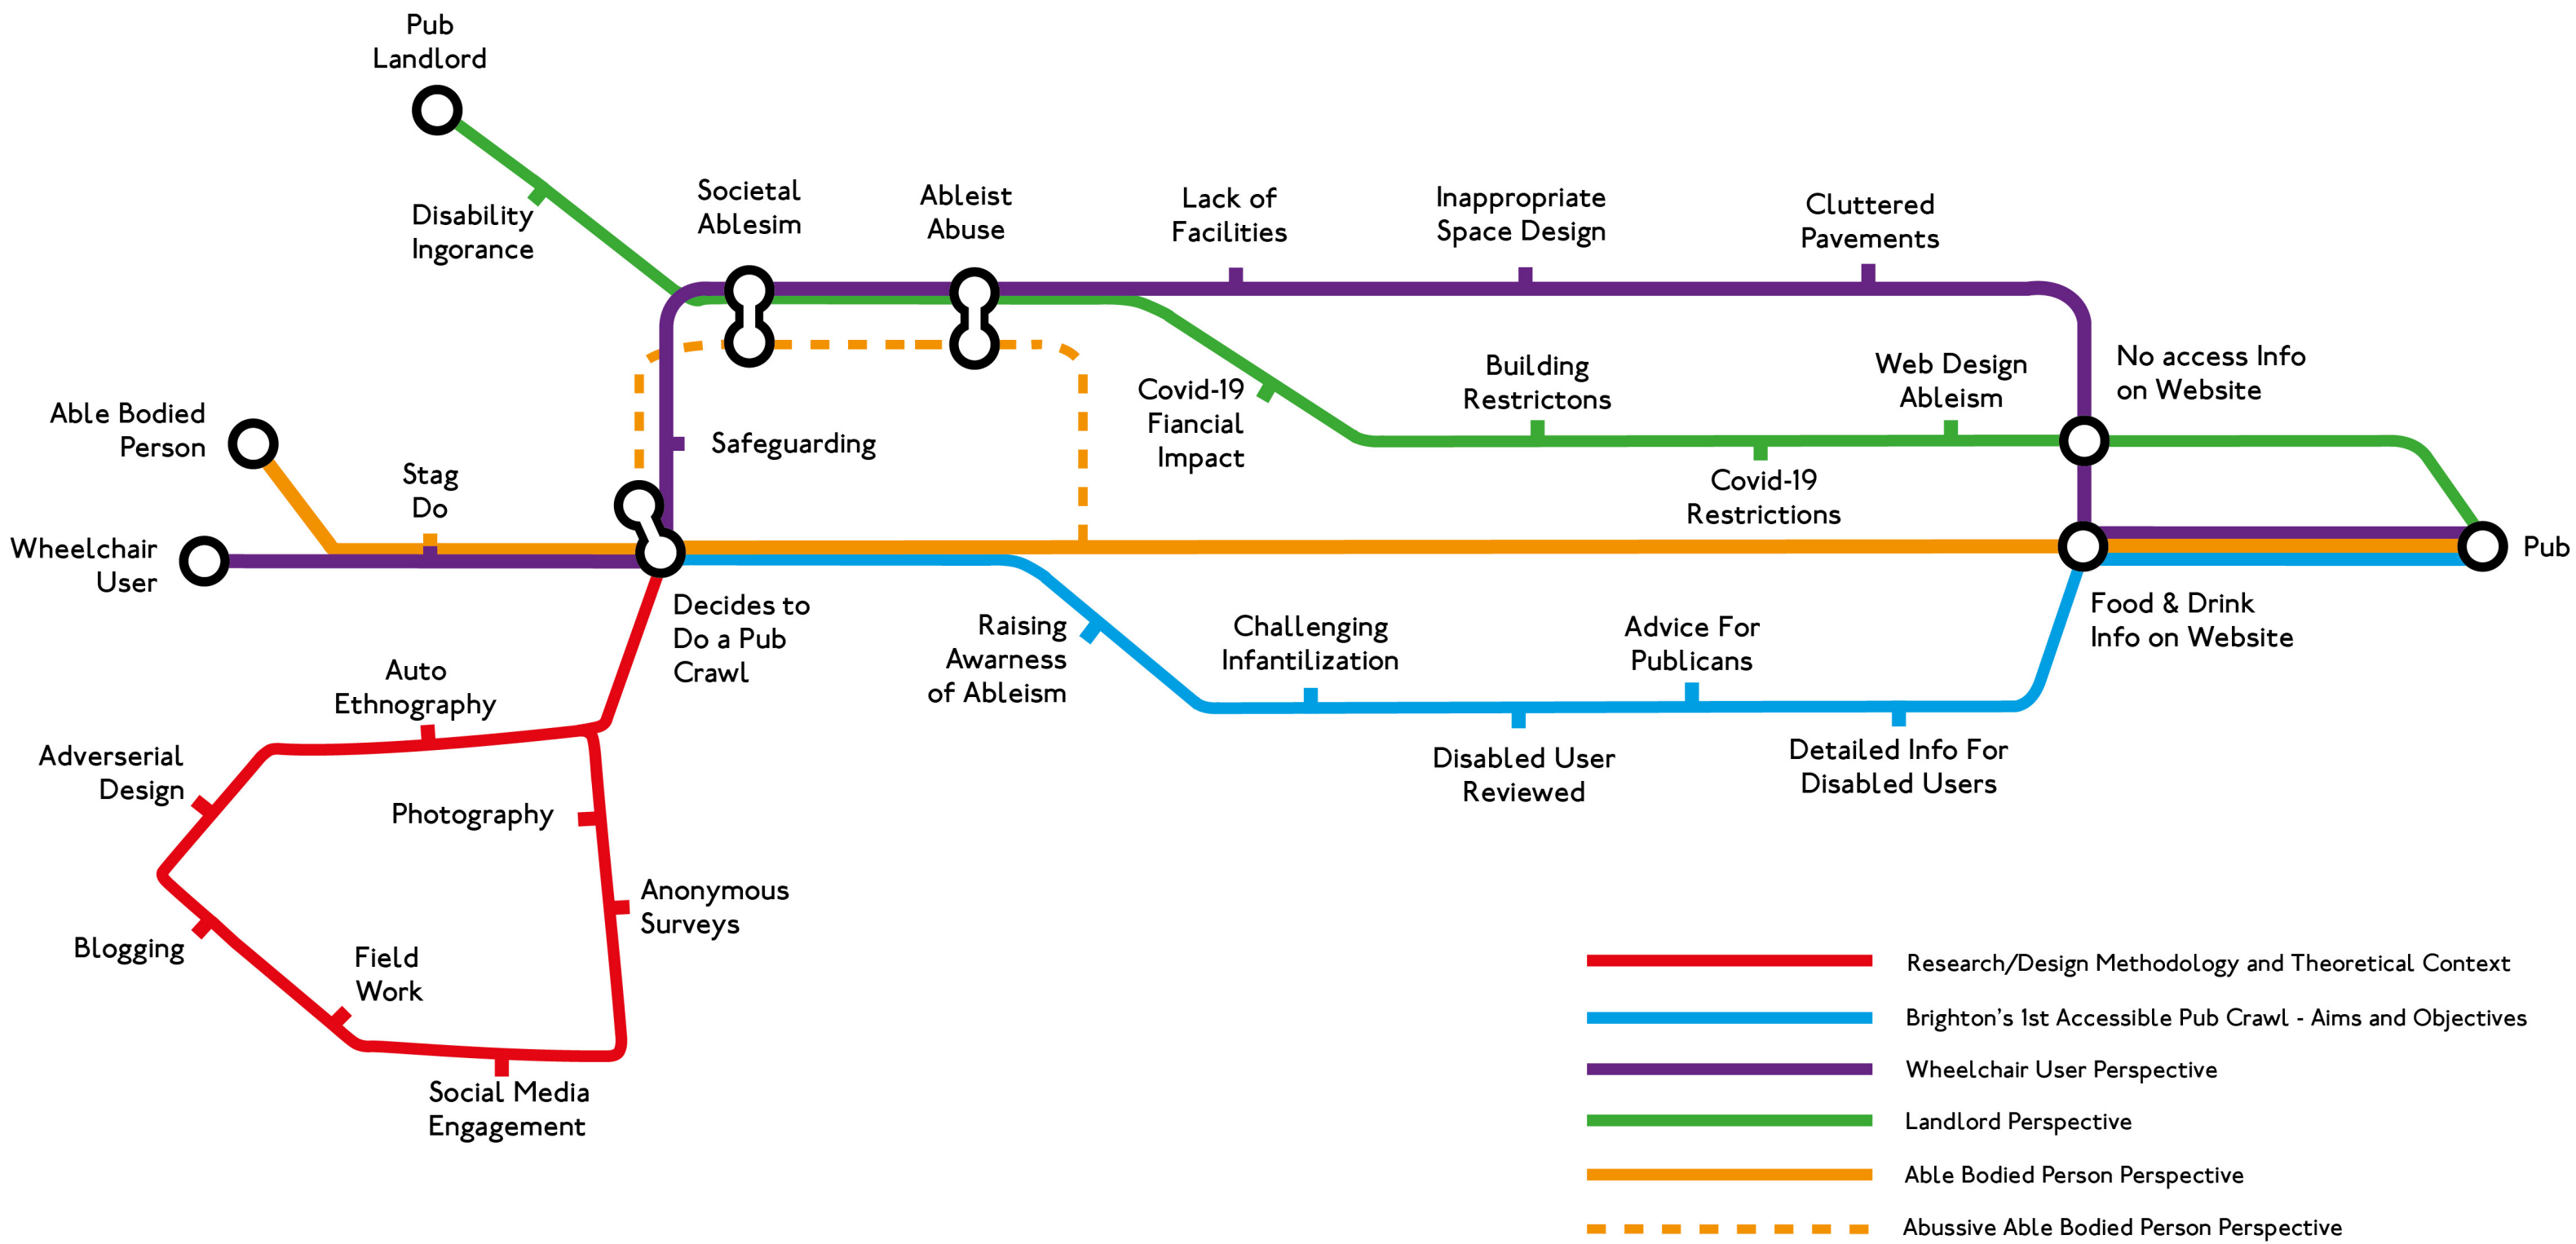 Pub
Landlord
Disability
Ingorance
Societal
Ablesim
Ableist
Abuse
Lack of
Facilities
Inappropriate
Space Design
Cluttered
Pavements
No access Info
on Website
Building
Restrictons
Web Design
Ableism
Covid-19
Fiancial
Impact
Covid-19
Restrictions
Able Bodied
Person
Stag
Do
Safeguarding
Wheelchair
User
Pub
Decides to
Do a Pub
Crawl
Raising
Awarness
of Ableism
Challenging
Infantilization
Advice For
Publicans
Food & Drink
Info on Website
Disabled User
Reviewed
Detailed Info For
Disabled Users
Auto
Ethnography
Adverserial
Design
Photography
Anonymous
Surveys
Blogging
Field
Work
Social Media
Engagement
Research/Design Methodology and Theoretical Context
Brighton's 1st Accessible Pub Crawl - Aims and Objectives
Wheelchair User Perspective
Landlord Perspective
Able Bodied Person Perspective
Abussive Able Bodied Person Perspective